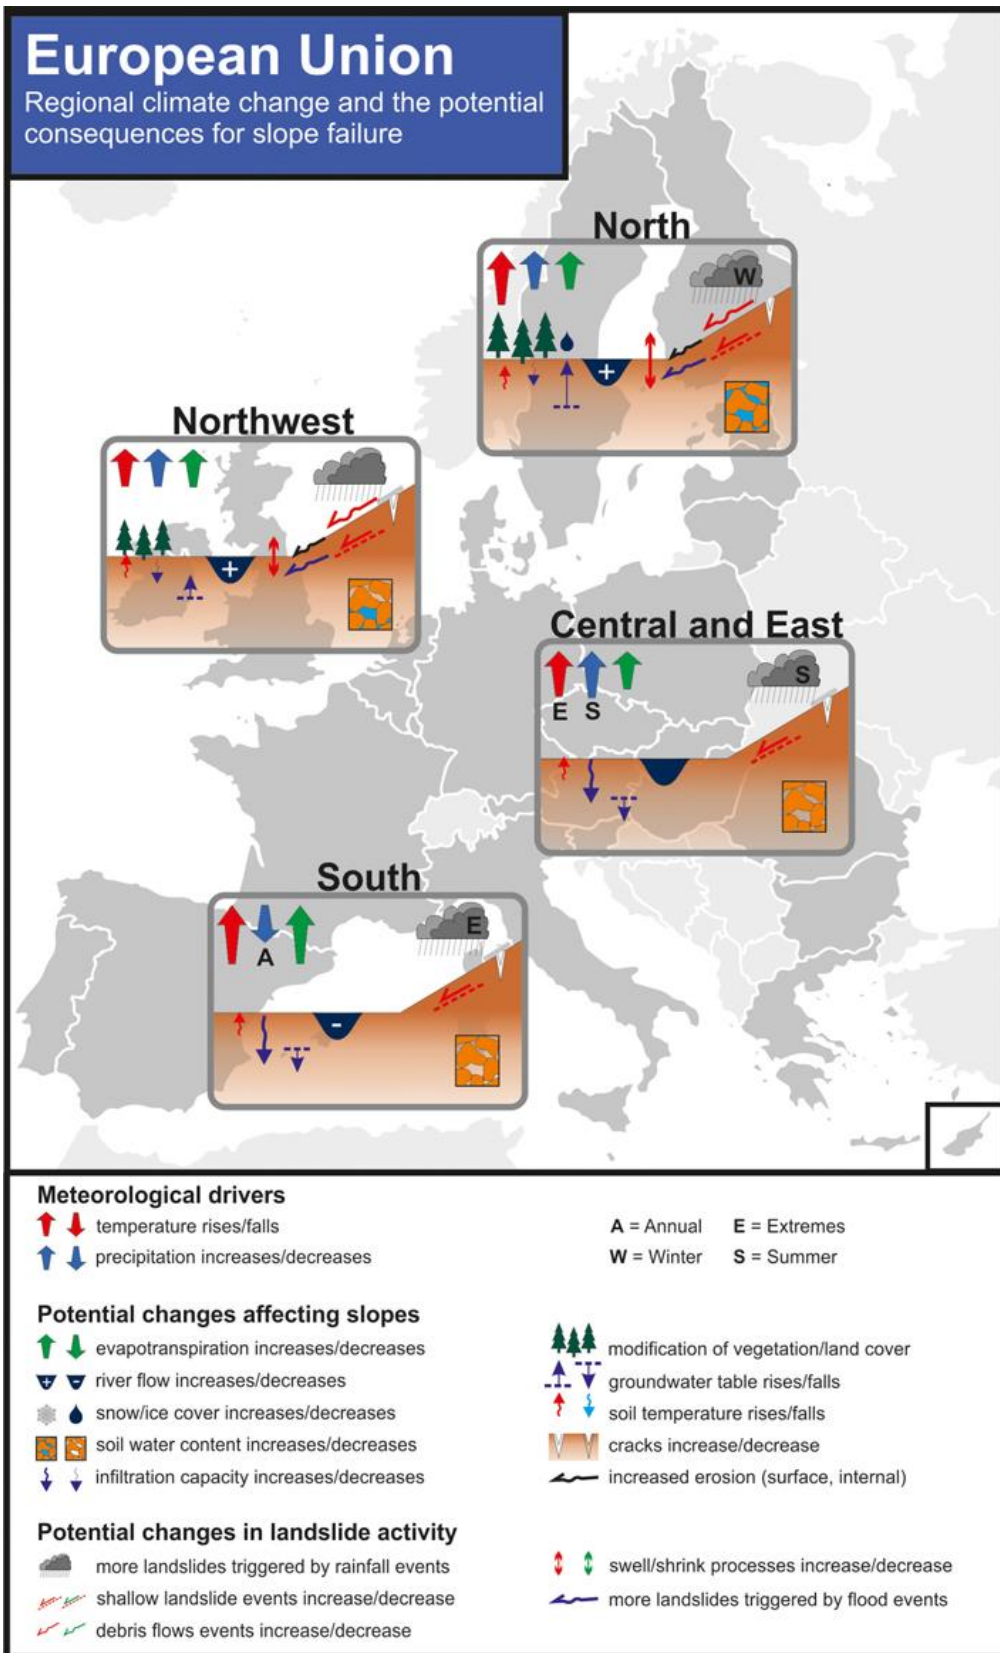 European Union
Regional climate change and the potential
consequences for slope failure
North
W
+
Northwest
+
Central and East
E S
S
South
A
E
-
Meteorological drivers
temperature rises/falls
precipitation increases/decreases
A = Annual E = Extremes
W = Winter S = Summer
Potential changes affecting slopes
evapotranspiration increases/decreases
+ - river flow increases/decreases
snow/ice cover increases/decreases
soil water content increases/decreases
infiltration capacity increases/decreases
modification of vegetation/land cover
groundwater table rises/falls
soil temperature rises/falls
cracks increase/decrease
increased erosion (surface, internal)
Potential changes in landslide activity
more landslides triggered by rainfall events
shallow landslide events increase/decrease
debris flows events increase/decrease
swell/shrink processes increase/decrease
more landslides triggered by flood events